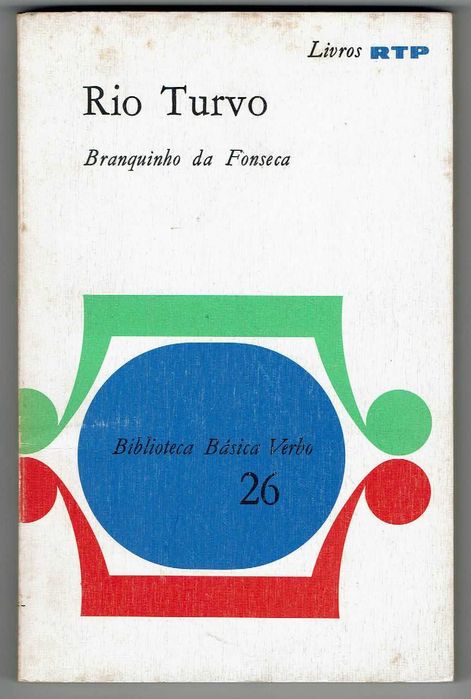 Livros RTP
Rio Turvo
Branquinho da Fonseca
Biblioteca Básica Verbo
26